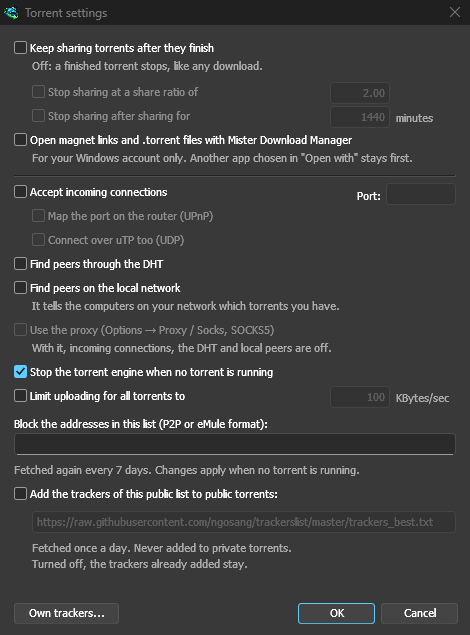 Torrent settings
Keep sharing torrents after they finish
Off: a finished torrent stops, like any download.
Stop sharing at a share ratio of 2.00
Stop sharing after sharing for 1440 minutes
Open magnet links and .torrent files with Mister Download Manager
For your Windows account only. Another app chosen in "Open with" stays first.
Accept incoming connections Port:
Map the port on the router (UPnP)
Connect over uTP too (UDP)
Find peers through the DHT
Find peers on the local network
It tells the computers on your network which torrents you have.
Use the proxy (Options → Proxy / Socks, SOCKS5)
With it, incoming connections, the DHT and local peers are off.
Stop the torrent engine when no torrent is running
Limit uploading for all torrents to 100 KBytes/sec
Block the addresses in this list (P2P or eMule format):
Fetched again every 7 days. Changes apply when no torrent is running.
Add the trackers of this public list to public torrents:
https://raw.githubusercontent.com/ngosang/trackerslist/master/trackers_best.txt
Fetched once a day. Never added to private torrents.
Turned off, the trackers already added stay.
Own trackers... OK Cancel